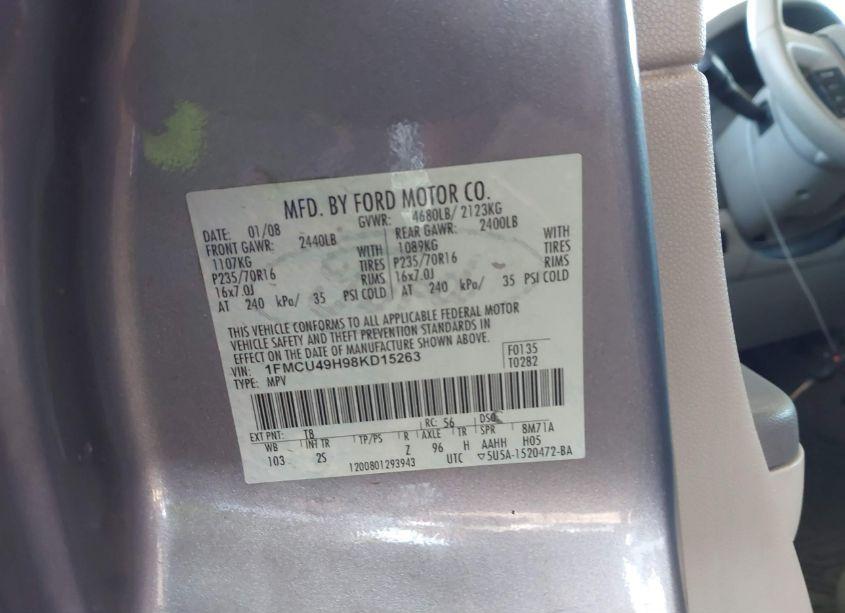 MFD. BY FORD MOTOR CO.
DATE: 01/08 GVWR: 4680LB/ 2123KG
FRONT GAWR: 2440LB REAR GAWR: 2400LB
1107KG WITH 1089KG WITH
P235/70R16 TIRES P235/70R16 TIRES
16x7.0J RIMS 16x7.0J RIMS
AT 240 kPa/ 35 PSI COLD AT 240 kPa/ 35 PSI COLD
THIS VEHICLE CONFORMS TO ALL APPLICABLE FEDERAL MOTOR
VEHICLE SAFETY AND THEFT PREVENTION STANDARDS IN
EFFECT ON THE DATE OF MANUFACTURE SHOWN ABOVE.
VIN: 1FMCU49H98KD15263 F0135
TYPE: MPV T0282
EXT PNT: T8 RC: 56 DSO:
WB INT TR TP/PS R AXLE TR SPR 8M71A
103 2S Z 96 H AAHH H05
1200801293943 UTC ▽5U5A-1520472-BA